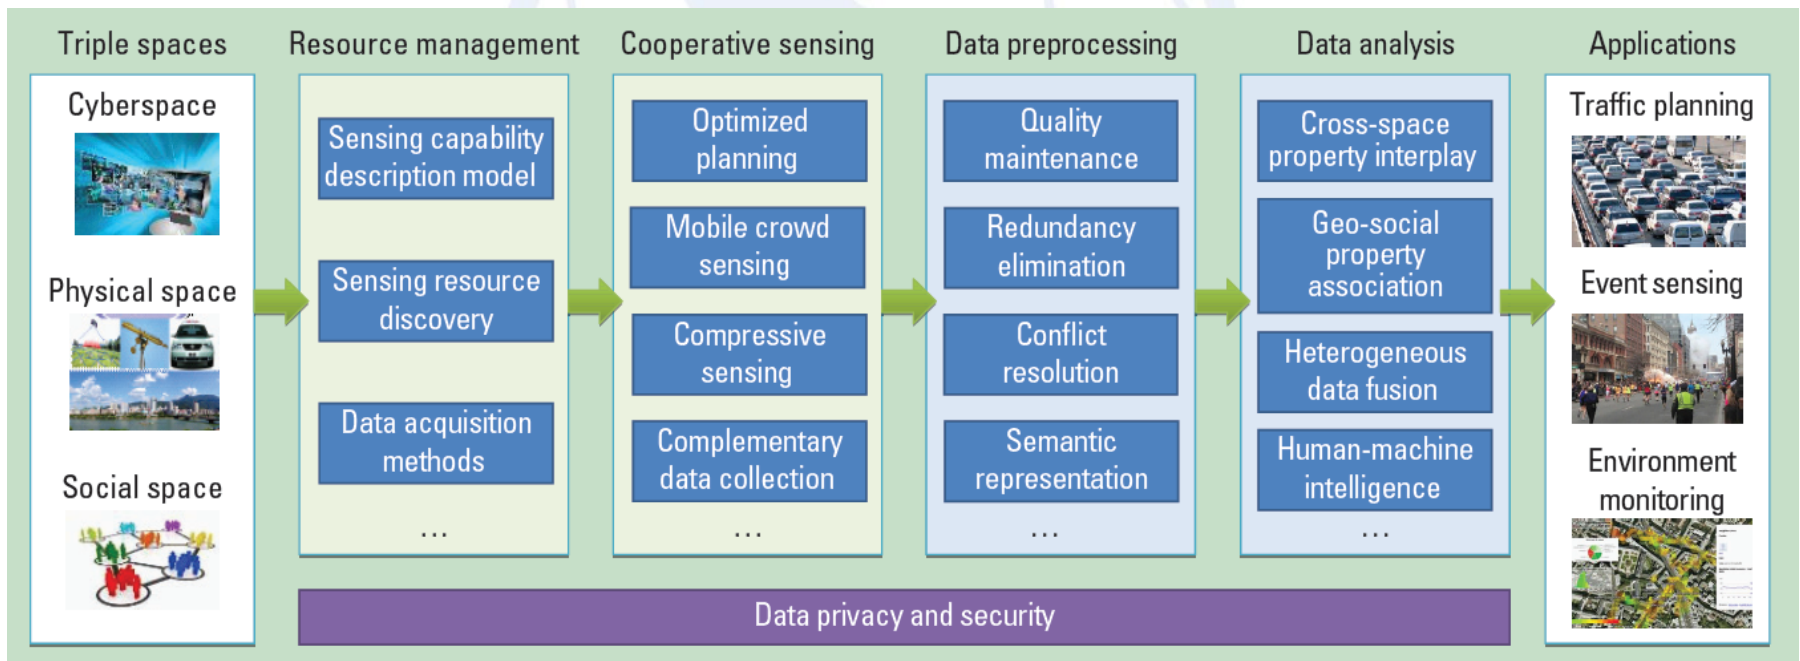 Triple spaces
Cyberspace
Physical space
Social space
Resource management
Sensing capability
description model
Sensing resource
discovery
Data acquisition
methods
...
Cooperative sensing
Optimized
planning
Mobile crowd
sensing
Compressive
sensing
Complementary
data collection
...
Data preprocessing
Quality
maintenance
Redundancy
elimination
Conflict
resolution
Semantic
representation
...
Data analysis
Cross-space
property interplay
Geo-social
property
association
Heterogeneous
data fusion
Human-machine
intelligence
...
Applications
Traffic planning
Event sensing
Environment
monitoring
Data privacy and security